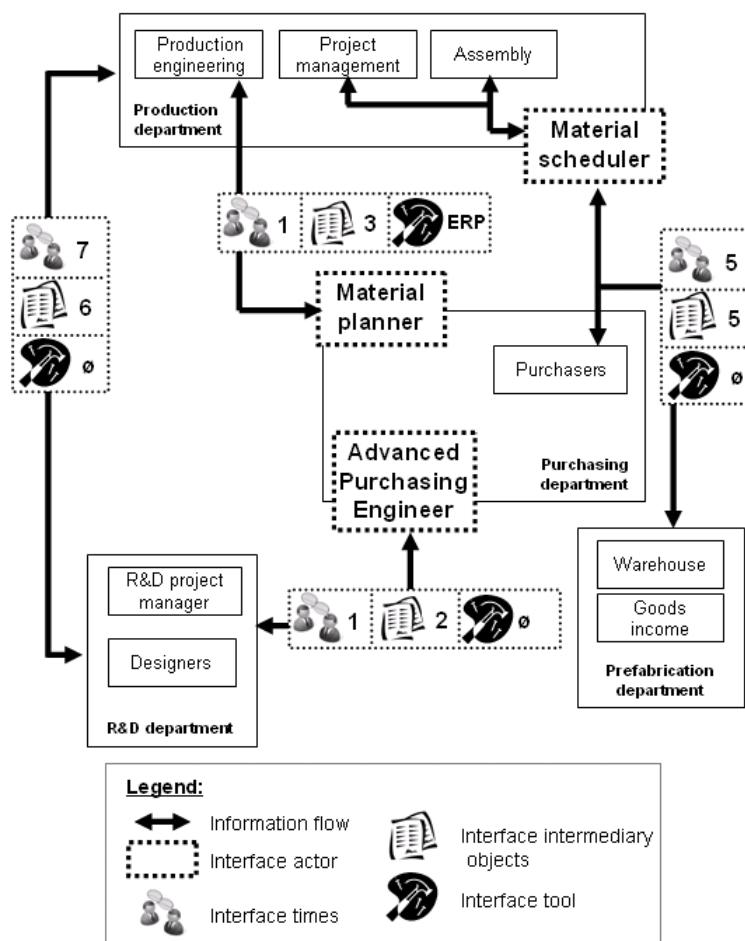 Production
engineering
Project
management
Assembly
Production
department
Material
scheduler
1
3
ERP
7
6
ø
5
5
ø
Material
planner
Purchasers
Advanced
Purchasing
Engineer
Purchasing
department
R&D project
manager
Designers
R&D department
1
2
ø
Warehouse
Goods
income
Prefabrication
department
Legend:
Information flow
Interface actor
Interface times
Interface intermediary
objects
Interface tool